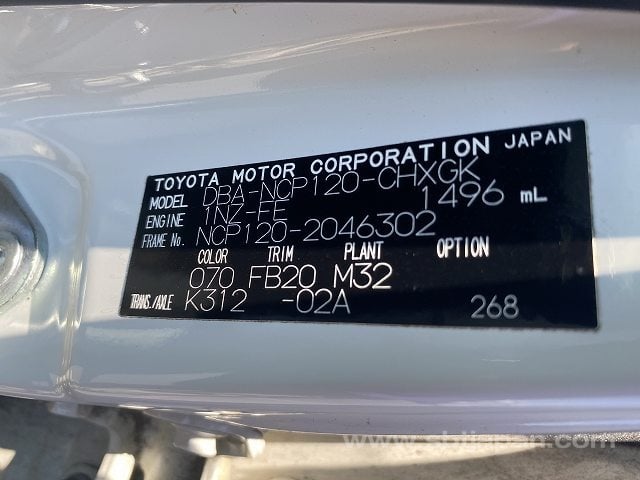 TOYOTA MOTOR CORPORATION JAPAN
MODEL DBA-NCP120-CHXGK
ENGINE 1NZ-FE 1496 mL
FRAME No. NCP120-2046302
COLOR TRIM PLANT OPTION
070 FB20 M32
TRANS./AXLE K312 -02A 268